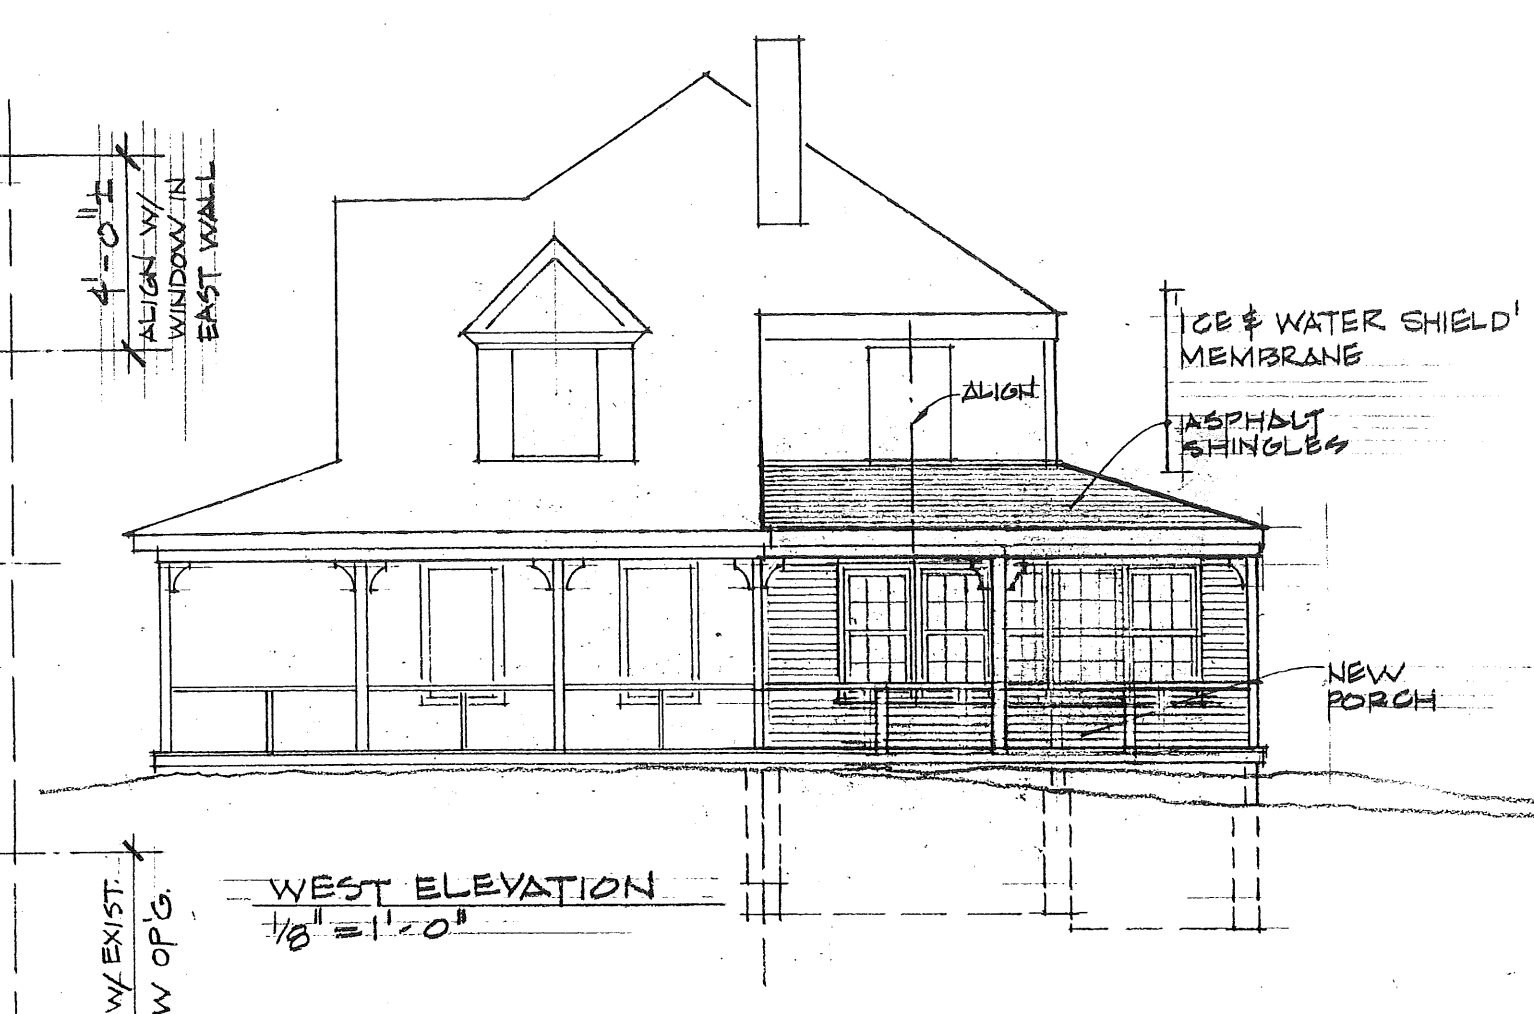 4'-0"±
ALIGN W/
WINDOW IN
EAST WALL
ICE & WATER SHIELD'
MEMBRANE
ALIGN
ASPHALT
SHINGLES
NEW
PORCH
WEST ELEVATION
1/8" = 1'-0"
W/ EXIST.
W OP'G.